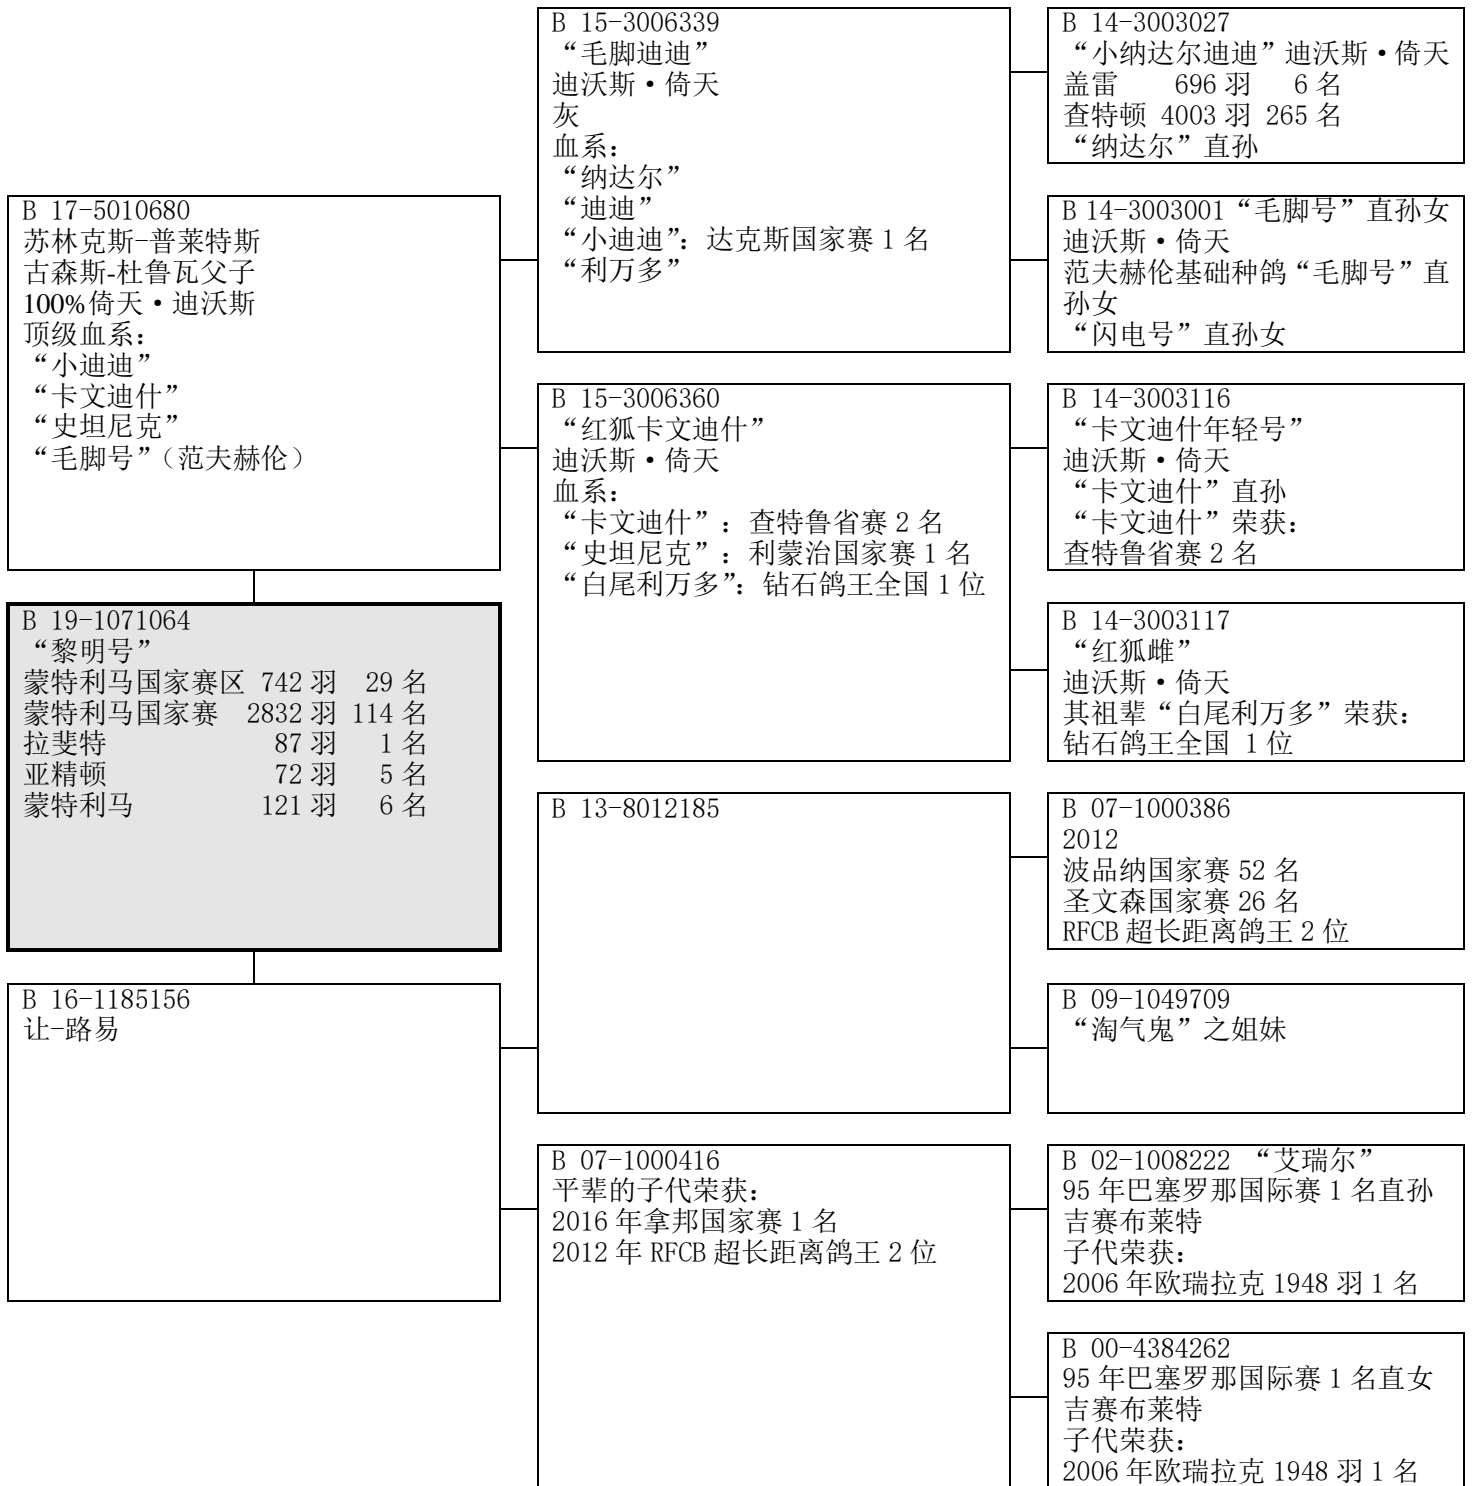 B 17-5010680
苏林克斯-普莱特斯
古森斯-杜鲁瓦父子
100%倚天·迪沃斯
顶级血系：
“小迪迪”
“卡文迪什”
“史坦尼克”
“毛脚号”（范夫赫伦）
B 19-1071064
“黎明号”
蒙特利马国家赛区 742 羽 29 名
蒙特利马国家赛 2832 羽 114 名
拉斐特 87 羽 1 名
亚精顿 72 羽 5 名
蒙特利马 121 羽 6 名
B 16-1185156
让-路易
B 15-3006339
“毛脚迪迪”
迪沃斯·倚天
灰
血系：
“纳达尔”
“迪迪”
“小迪迪”：达克斯国家赛 1 名
“利万多”
B 15-3006360
“红狐卡文迪什”
迪沃斯·倚天
血系：
“卡文迪什”：查特鲁省赛 2 名
“史坦尼克”：利蒙治国家赛 1 名
“白尾利万多”：钻石鸽王全国 1 位
B 13-8012185
B 07-1000416
平辈的子代荣获：
2016 年拿邦国家赛 1 名
2012 年 RFCB 超长距离鸽王 2 位
B 14-3003027
“小纳达尔迪迪”迪沃斯·倚天
盖雷 696 羽 6 名
查特顿 4003 羽 265 名
“纳达尔”直孙
B 14-3003001“毛脚号”直孙女
迪沃斯·倚天
范夫赫伦基础种鸽“毛脚号”直
孙女
“闪电号”直孙女
B 14-3003116
“卡文迪什年轻号”
迪沃斯·倚天
“卡文迪什”直孙
“卡文迪什”荣获：
查特鲁省赛 2 名
B 14-3003117
“红狐雌”
迪沃斯·倚天
其祖辈“白尾利万多”荣获：
钻石鸽王全国 1 位
B 07-1000386
2012
波品纳国家赛 52 名
圣文森国家赛 26 名
RFCB 超长距离鸽王 2 位
B 09-1049709
“淘气鬼”之姐妹
B 02-1008222 “艾瑞尔”
95 年巴塞罗那国际赛 1 名直孙
吉赛布莱特
子代荣获：
2006 年欧瑞拉克 1948 羽 1 名
B 00-4384262
95 年巴塞罗那国际赛 1 名直女
吉赛布莱特
子代荣获：
2006 年欧瑞拉克 1948 羽 1 名